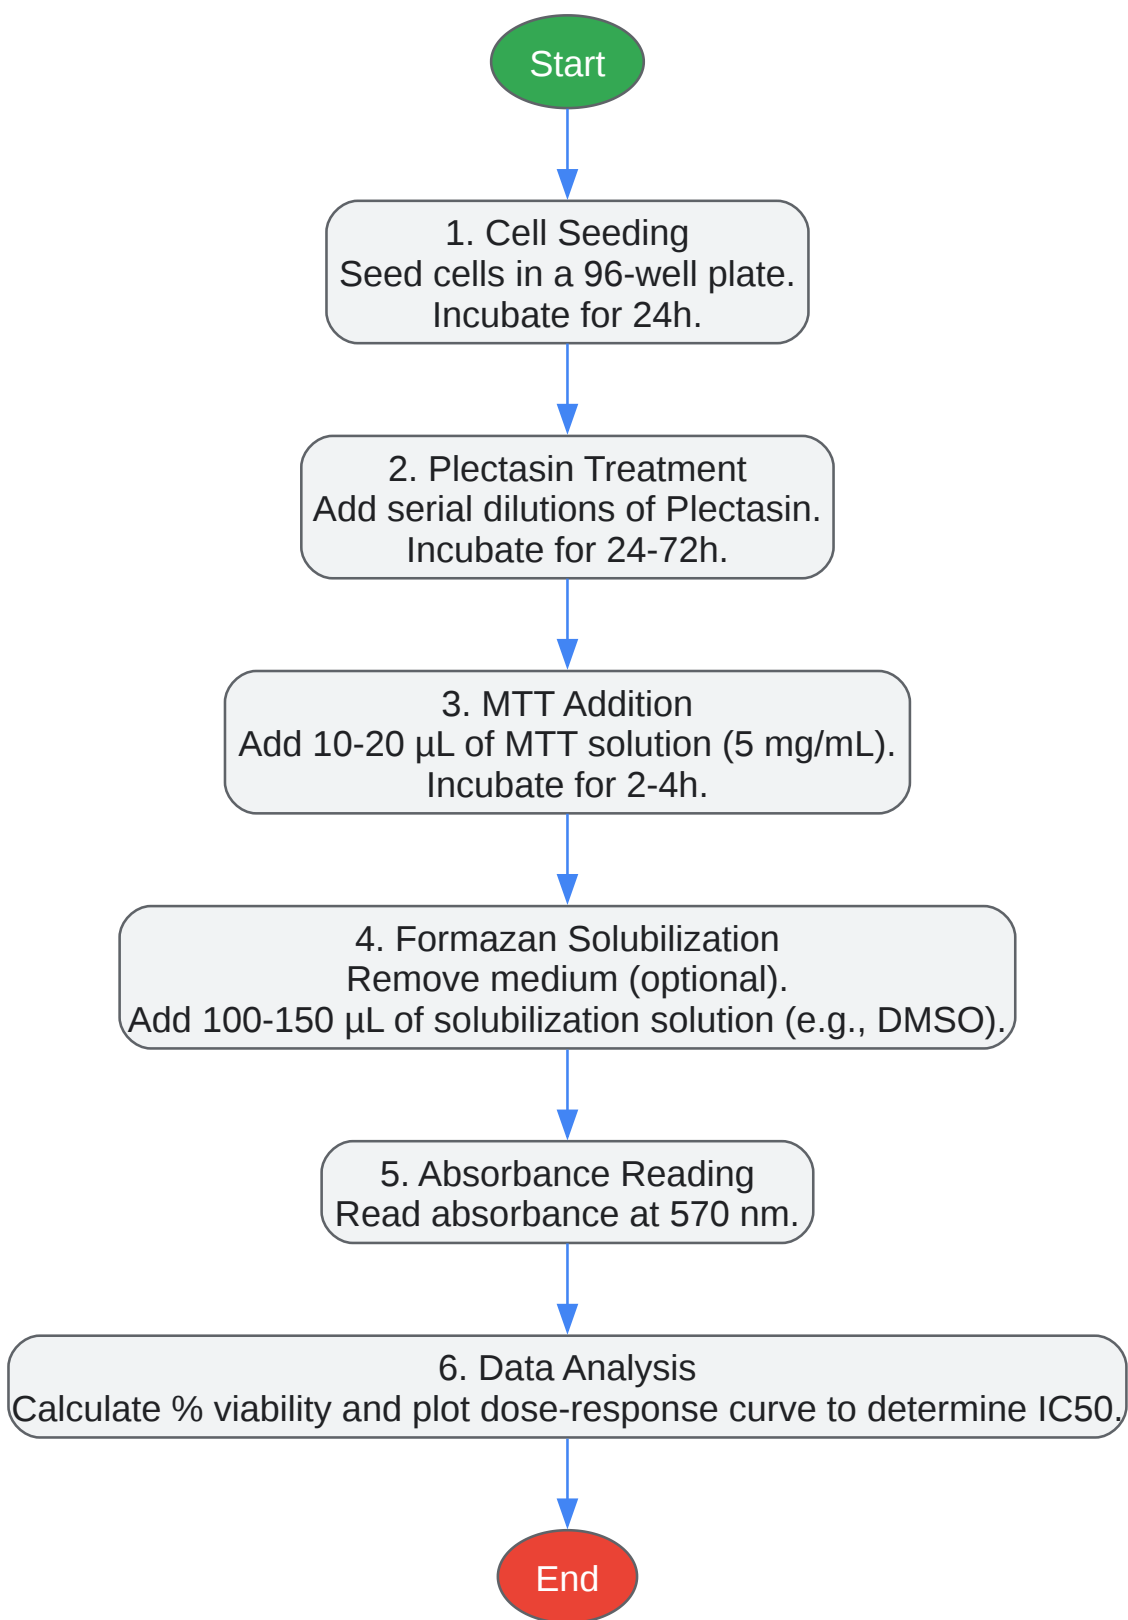 Start
1. Cell Seeding
Seed cells in a 96-well plate.
Incubate for 24h.
2. Plectasin Treatment
Add serial dilutions of Plectasin.
Incubate for 24-72h.
3. MTT Addition
Add 10-20 µL of MTT solution (5 mg/mL).
Incubate for 2-4h.
4. Formazan Solubilization
Remove medium (optional).
Add 100-150 µL of solubilization solution (e.g., DMSO).
5. Absorbance Reading
Read absorbance at 570 nm.
6. Data Analysis
Calculate % viability and plot dose-response curve to determine IC50.
End